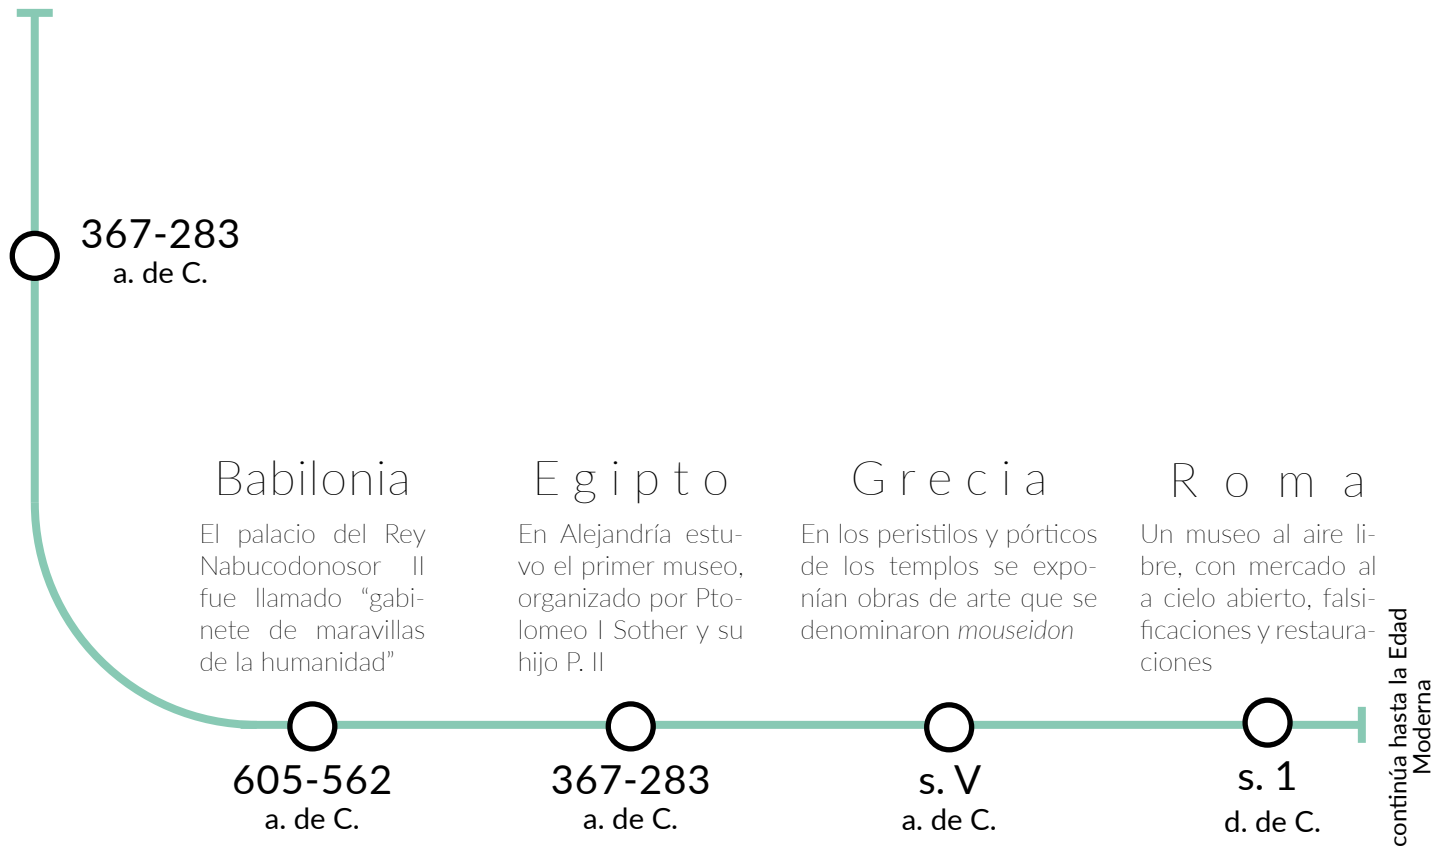 367-283
a. de C.
Babilonia
El palacio del Rey
Nabucodonosor II
fue llamado “gabi-
nete de maravillas
de la humanidad”
605-562
a. de C.
Egipto
En Alejandría estu-
vo el primer museo,
organizado por Pto-
lomeo I Sother y su
hijo P. II
367-283
a. de C.
Grecia
En los peristilos y pórticos
de los templos se expo-
nían obras de arte que se
denominaron mouseidon
s. V
a. de C.
Roma
Un museo al aire li-
bre, con mercado al
a cielo abierto, falsi-
ficaciones y restaura-
ciones
s. 1
d. de C.
continúa hasta la Edad
Moderna